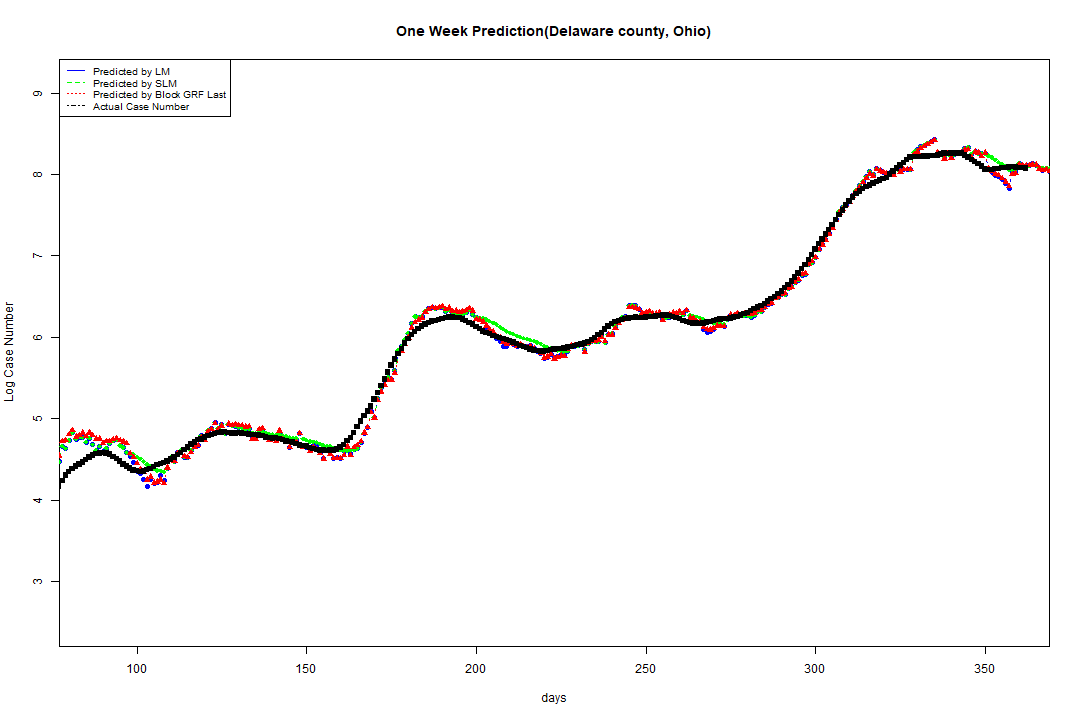 One Week Prediction(Delaware county, Ohio)
Predicted by LM
Predicted by SLM
Predicted by Block GRF Last
Actual Case Number
9
8
7
6
5
4
3
Log Case Number
100 150 200 250 300 350
days